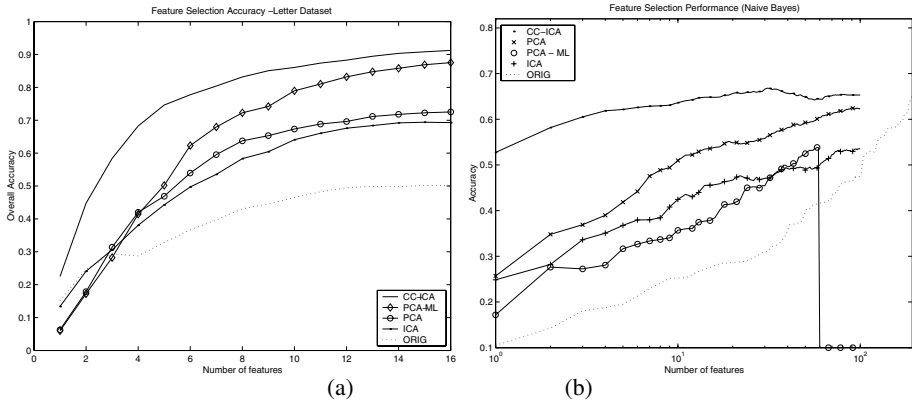 Feature Selection Accuracy –Letter Dataset
1
0.9
0.8
0.7
0.6
0.5
0.4
0.3
0.2
0.1
0
Overall Accuracy
0 2 4 6 8 10 12 14 16
Number of features
CC-ICA
PCA-ML
PCA
ICA
ORIG
(a)
Feature Selection Performance (Naive Bayes)
0.8
0.7
0.6
0.5
0.4
0.3
0.2
0.1
Accuracy
10^0 10^1 10^2
Number of features
CC–ICA
PCA
PCA – ML
ICA
ORIG
(b)